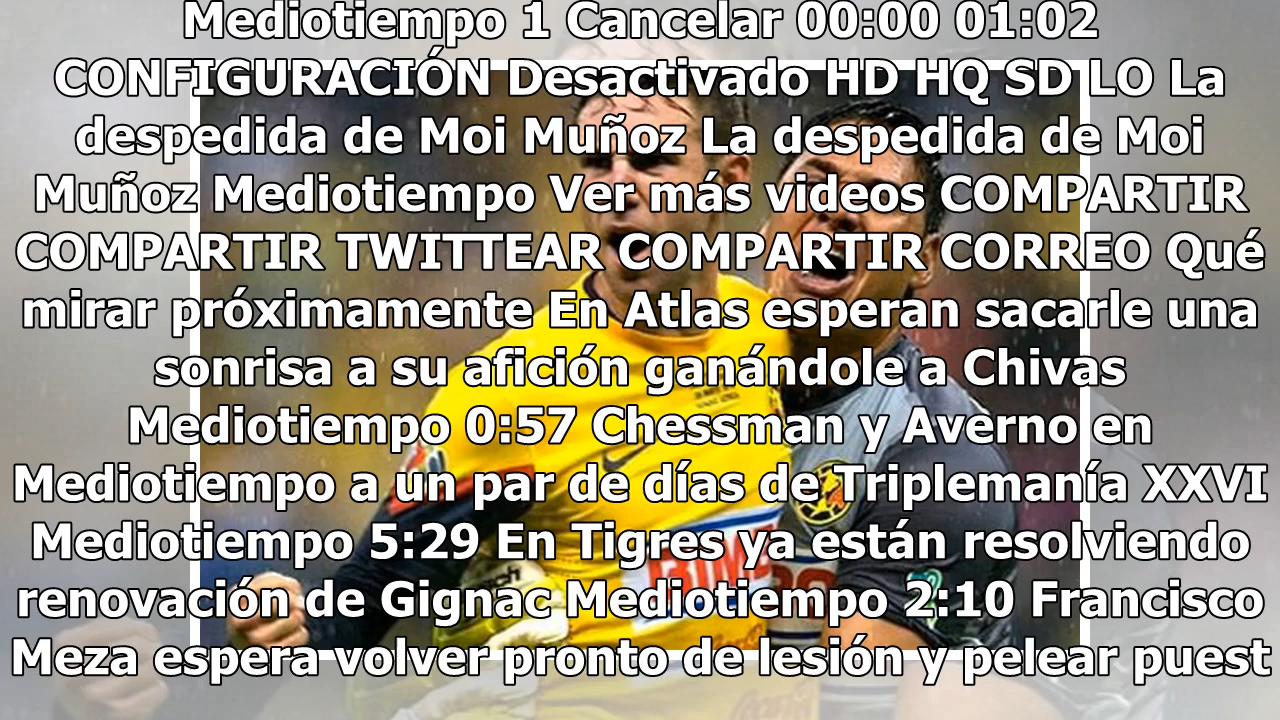 Mediotiempo 1 Cancelar 00:00 01:02
CONFIGURACIÓN Desactivado HD HQ SD LO La
despedida de Moi Muñoz La despedida de Moi
Muñoz Mediotiempo Ver más videos COMPARTIR
COMPARTIR TWITTEAR COMPARTIR CORREO Qué
mirar próximamente En Atlas esperan sacarle una
sonrisa a su afición ganándole a Chivas
Mediotiempo 0:57 Chessman y Averno en
Mediotiempo a un par de días de Triplemanía XXVI
Mediotiempo 5:29 En Tigres ya están resolviendo
renovación de Gignac Mediotiempo 2:10 Francisco
Meza espera volver pronto de lesión y pelear puest